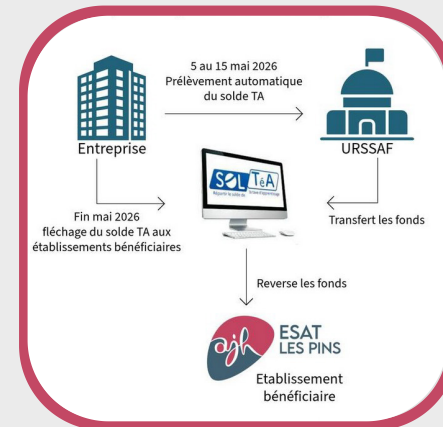 5 au 15 mai 2026
Prélèvement automatique
du solde TA
Entreprise
URSSAF
SOLTéA
Fin mai 2026
fléchage du solde TA aux
établissements bénéficiaires
Transfert les fonds
Reverse les fonds
ajh
ESAT
LES PINS
Etablissement
bénéficiaire